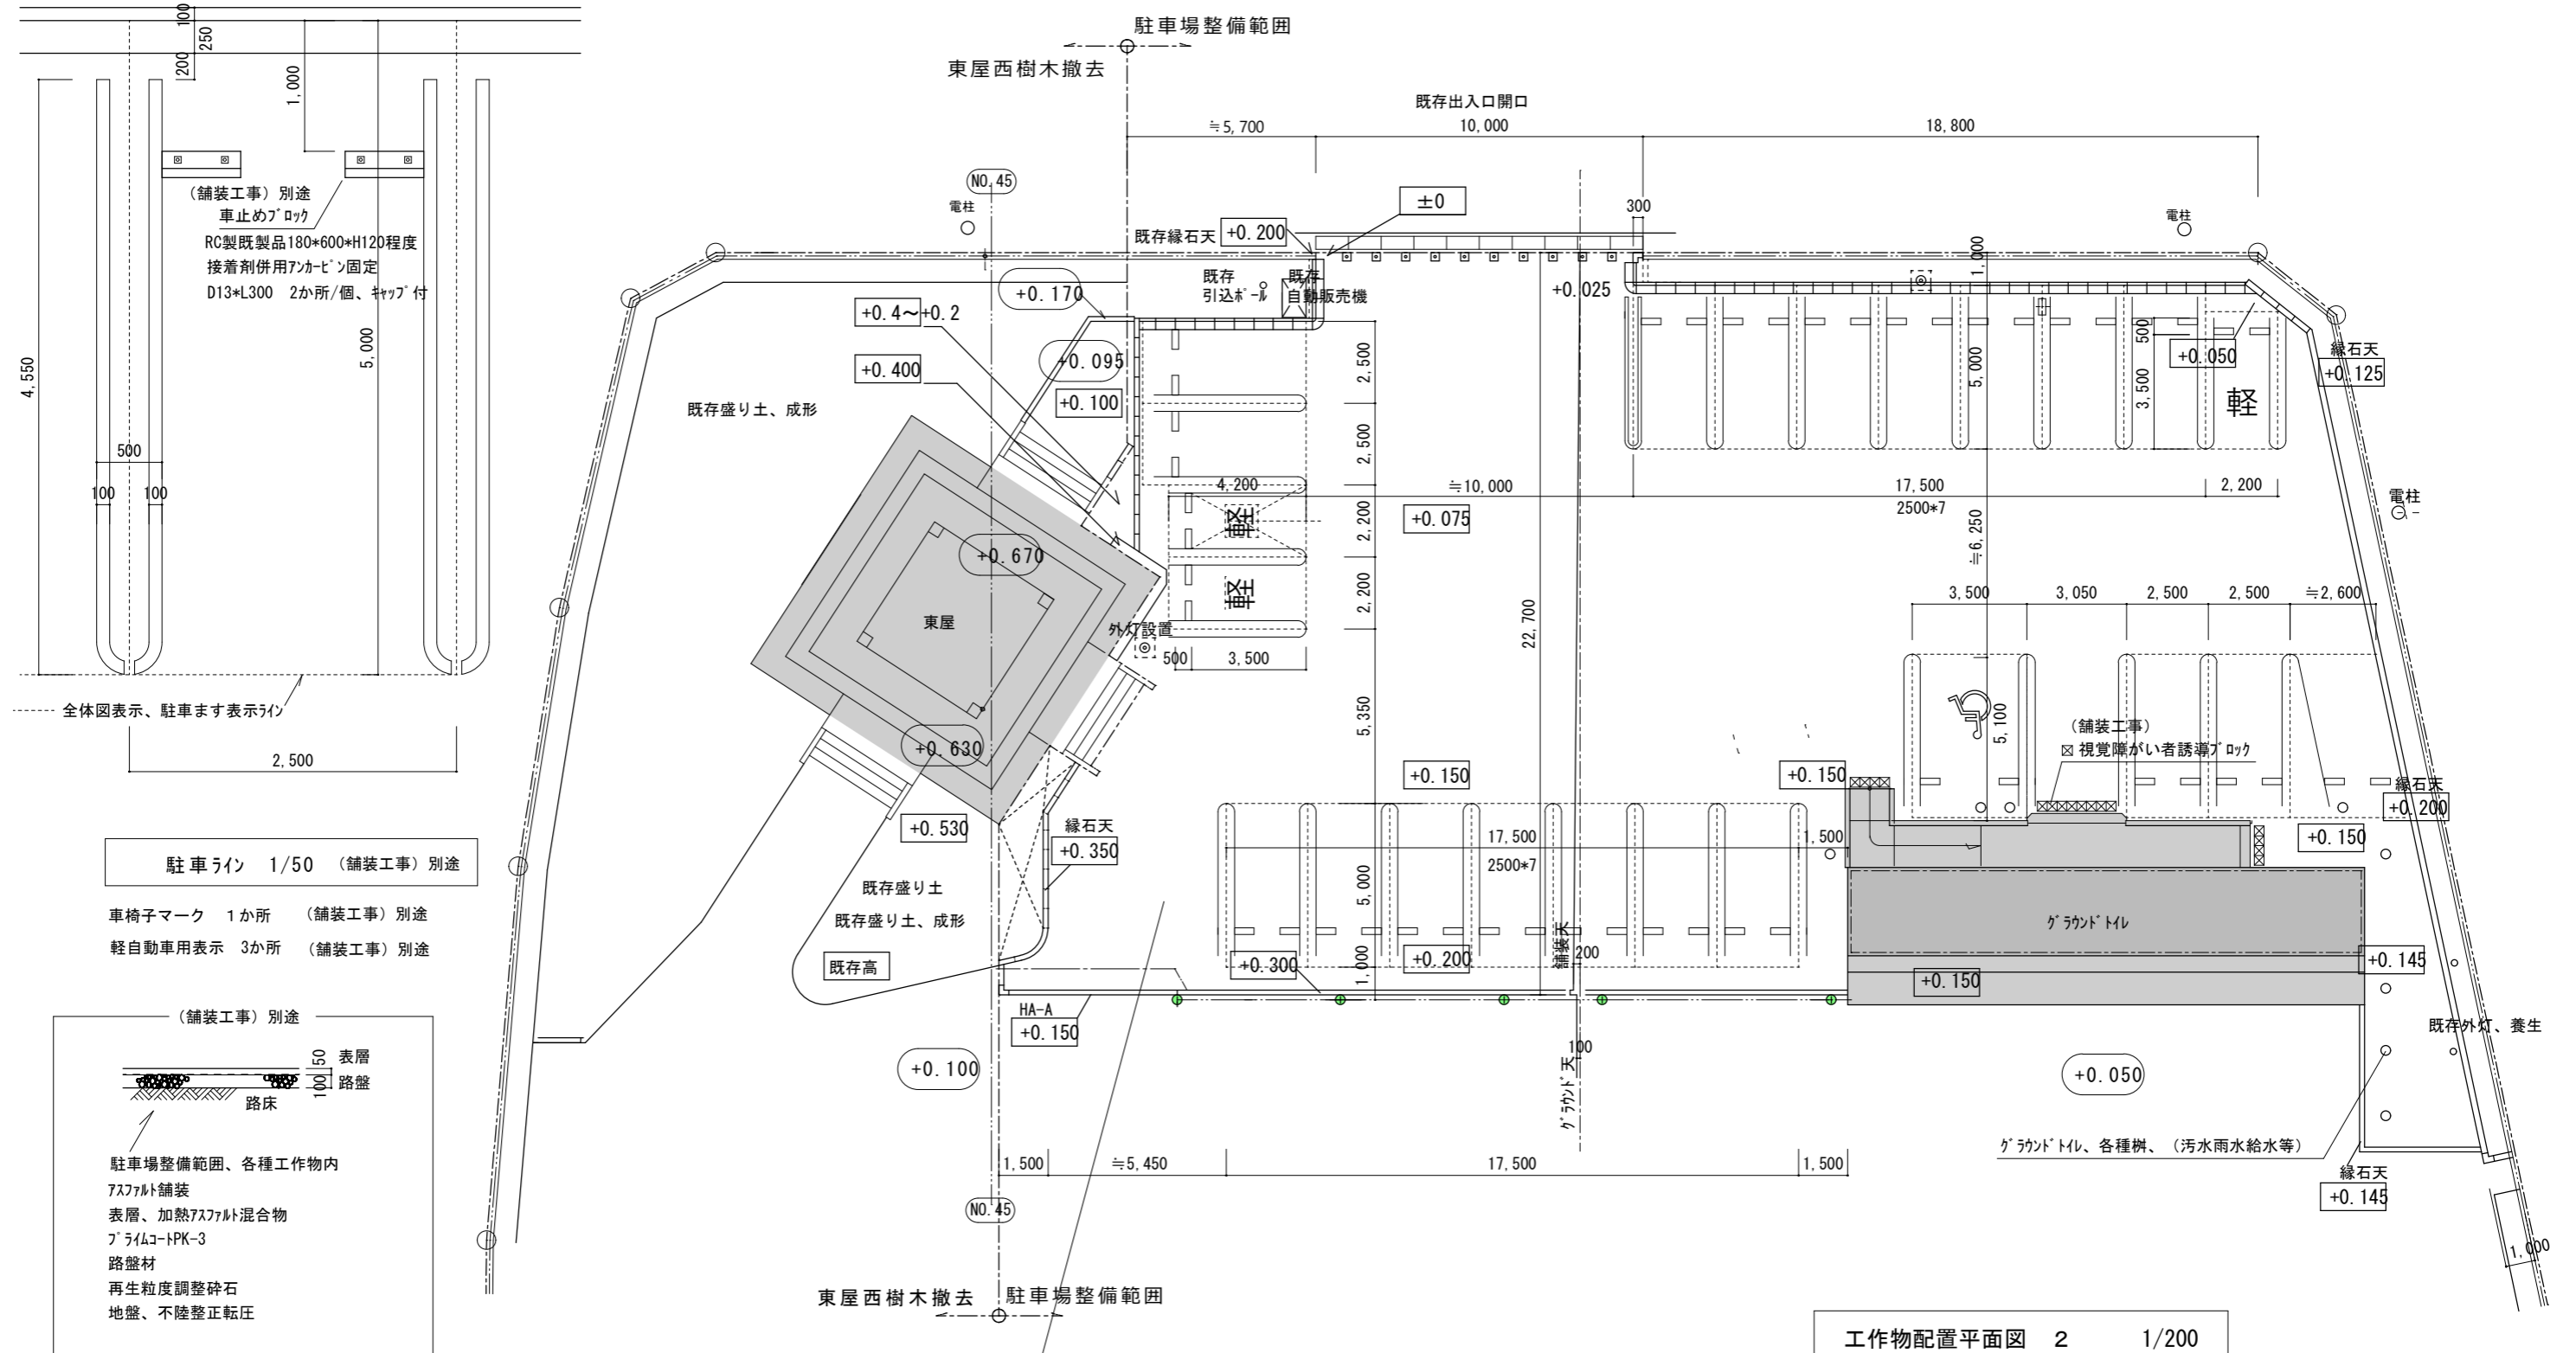 100
250
200
1,000
4,550
5,000
500
100
100
2,500
（舗装工事）別途
車止めﾌﾞﾛｯｸ
RC製既製品180*600*H120程度
接着剤併用ｱﾝｶｰﾋﾟﾝ固定
D13*L300 2か所/個、ｷｬｯﾌﾟ付
全体図表示、駐車ます表示ﾗｲﾝ
駐車ﾗｲﾝ 1/50 （舗装工事）別途
車椅子マーク 1か所 （舗装工事）別途
軽自動車用表示 3か所 （舗装工事）別途
（舗装工事）別途
50 表層
100 路盤
路床
駐車場整備範囲、各種工作物内
ｱｽﾌｧﾙﾄ舗装
表層、加熱ｱｽﾌｧﾙﾄ混合物
ﾌﾟﾗｲﾑｺｰﾄPK-3
路盤材
再生粒度調整砕石
地盤、不陸整正転圧
駐車場整備範囲
東屋西樹木撤去
既存出入口開口
≒5,700
10,000
18,800
NO.45
電柱
±0
300
電柱
既存縁石天
+0.200
既存
引込ﾎﾟｰﾙ
既存
自動販売機
+0.025
1,000
+0.170
+0.4～+0.2
+0.095
+0.400
+0.100
既存盛り土、成形
2,500
2,500
2,200
2,200
5,350
5,000
1,000
5,000
500
3,500
+0.050
縁石天
+0.125
軽
4,200
≒10,000
17,500
2500*7
2,200
電柱
軽
+0.075
≒6,250
軽
+0.670
東屋
外灯設置
500
3,500
22,700
3,500
3,050
2,500
2,500
≒2,600
5,100
（舗装工事）
視覚障がい者誘導ﾌﾞﾛｯｸ
+0.630
+0.150
+0.150
縁石天
+0.200
+0.530
縁石天
+0.350
17,500
2500*7
1,500
+0.150
既存盛り土
既存盛り土、成形
既存高
ｸﾞﾗｳﾝﾄﾞﾄｲﾚ
+0.300
+0.200
舗装天
200
+0.150
+0.145
HA-A
+0.150
既存外灯、養生
+0.100
100
ｸﾞﾗｳﾝﾄﾞ天
+0.050
ｸﾞﾗｳﾝﾄﾞﾄｲﾚ、各種桝、（汚水雨水給水等）
1,500
≒5,450
17,500
1,500
縁石天
+0.145
NO.45
1,000
東屋西樹木撤去
駐車場整備範囲
工作物配置平面図 2 1/200